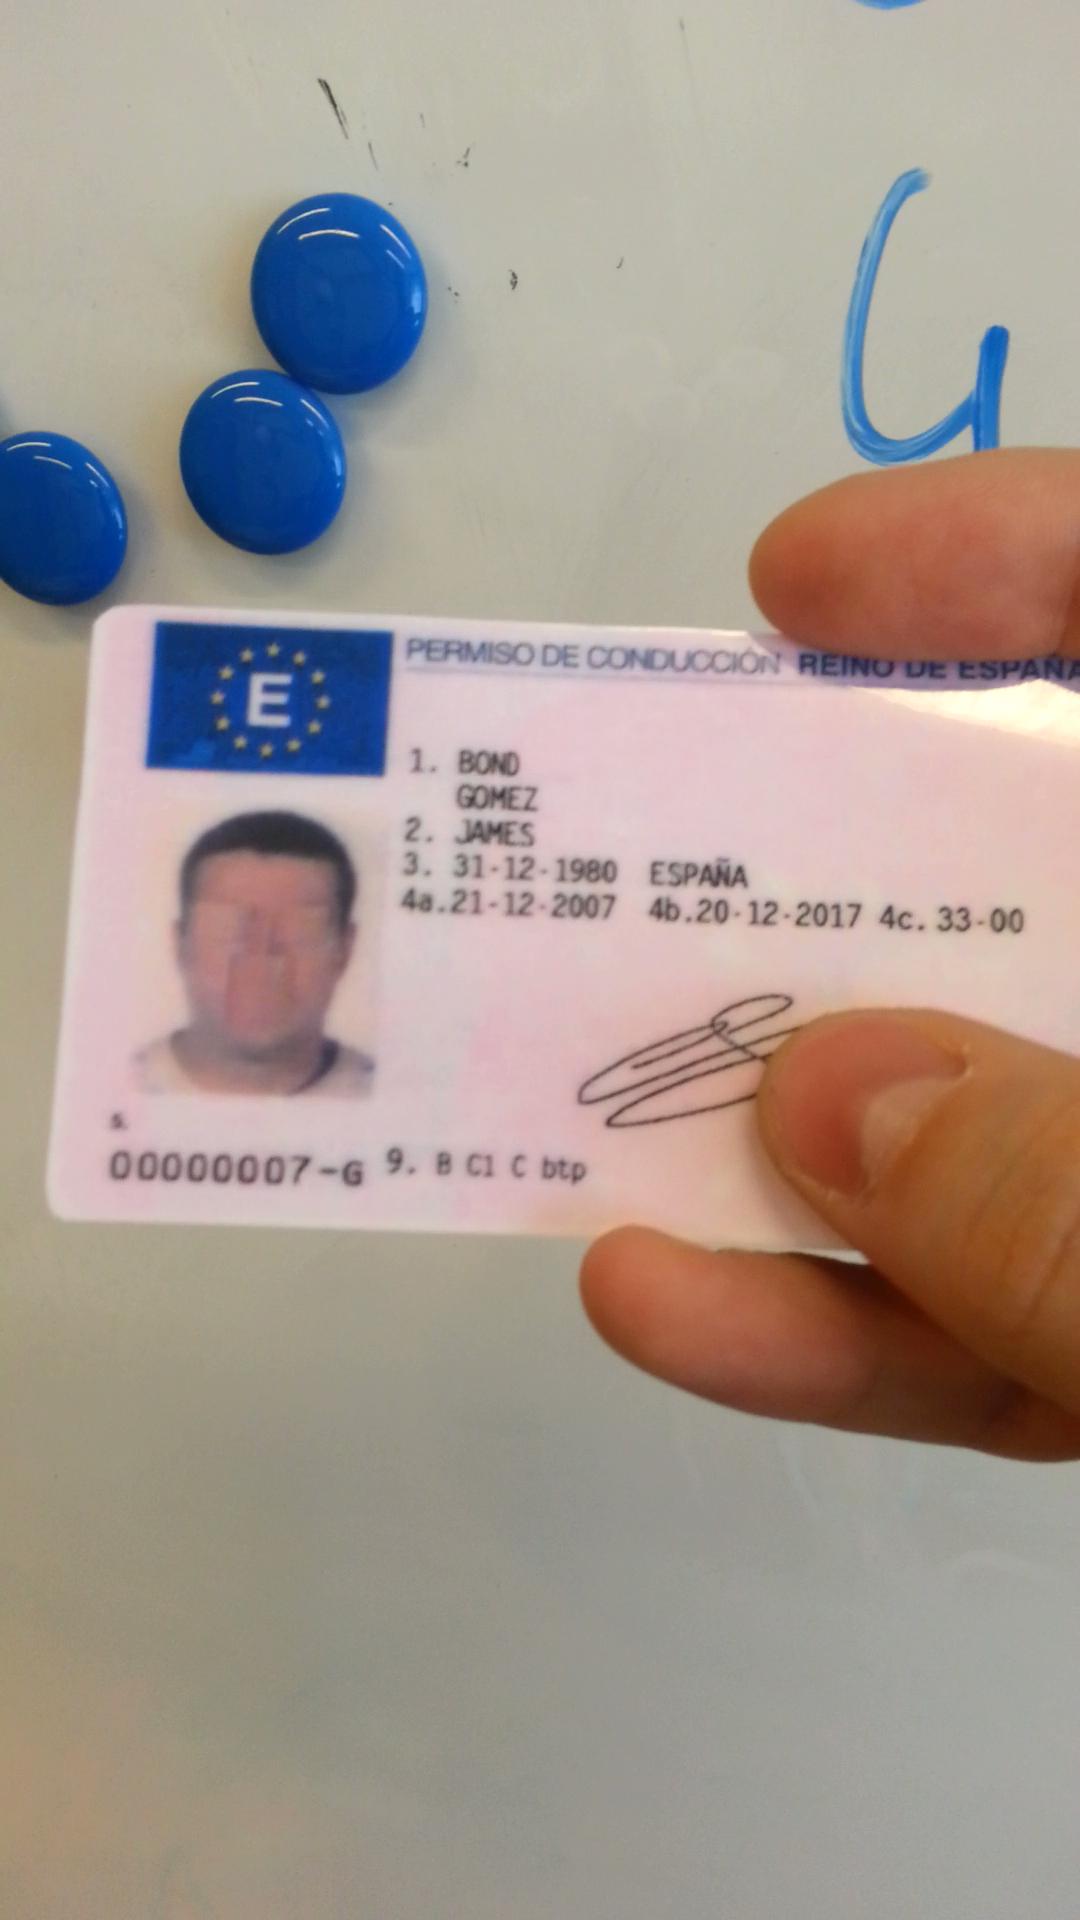 4
E
PERMISO DE CONDUCCIÓN REINO DE ESPAÑA
1. BOND
GOMEZ
2. JAMES
3. 31-12-1980 ESPAÑA
4a.21-12-2007 4b.20-12-2017 4c. 33-00
5.
00000007-G 9. B C1 C btp